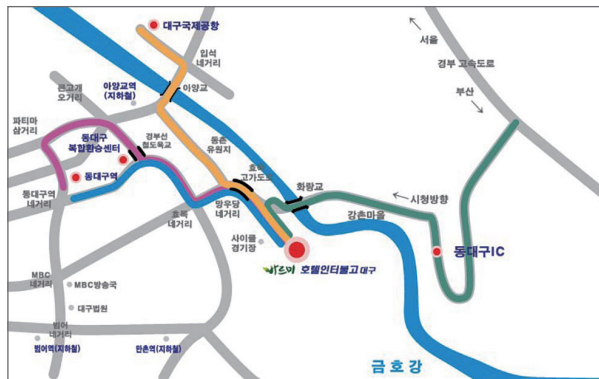 대구국제공항
입석
네거리
서울
경부 고속도로
부산
큰고개
오거리
아양교역
(지하철)
아양교
파티마
삼거리
동대구
복합환승센터
경부선
철도육교
동촌
유원지
동대구역
동대구역
네거리
효목
고가도로
화랑교
시청방향
망우당
네거리
강촌마을
효목
네거리
사이클
경기장
동대구IC
호텔인터불고 대구
MBC
네거리
MBC방송국
대구법원
범어
네거리
범어역(지하철)
만촌역(지하철)
금호강